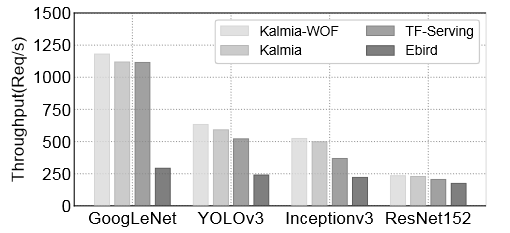 Throughput(Req/s)
1500
1250
1000
750
500
250
0
Kalmia-WOF
Kalmia
TF-Serving
Ebird
GoogLeNet YOLOv3 Inceptionv3 ResNet152